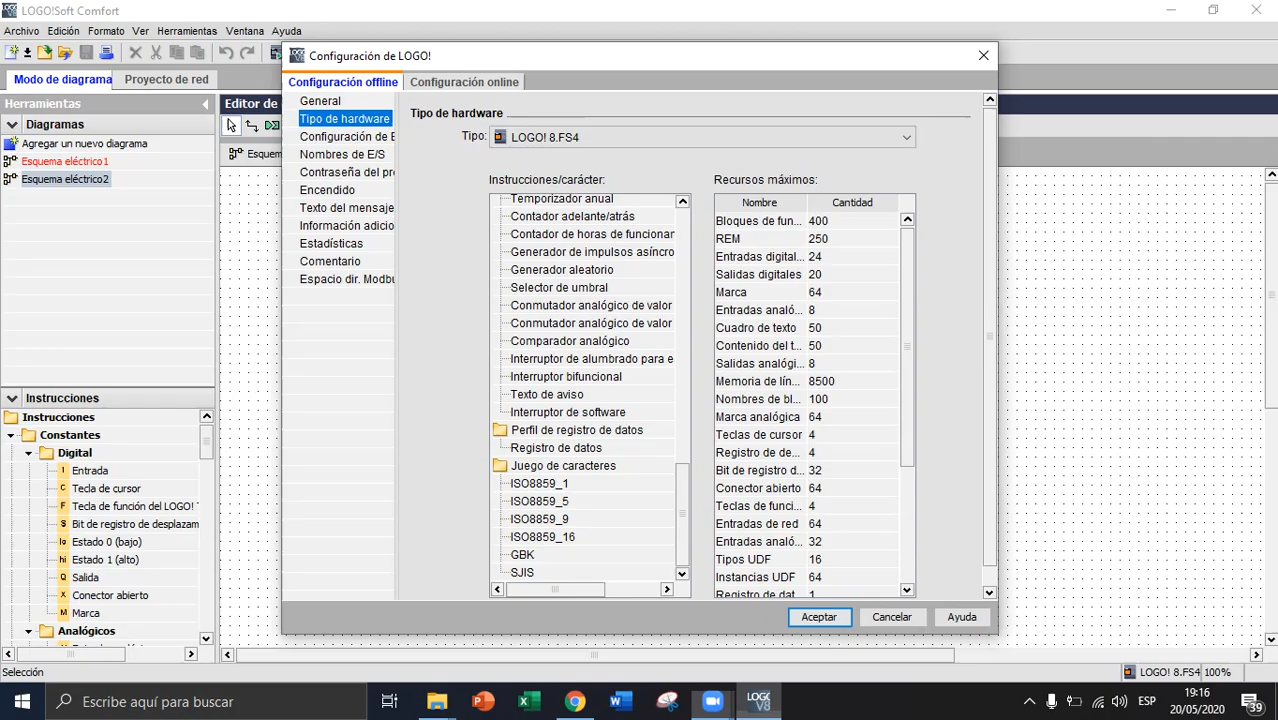 LOGO!Soft Comfort
Archivo Edición Formato Ver Herramientas Ventana Ayuda
Modo de diagrama Proyecto de red
Herramientas
Diagramas
Agregar un nuevo diagrama
Esquema eléctrico1
Esquema eléctrico2
Instrucciones
Instrucciones
Constantes
Digital
I Entrada
C Tecla de cursor
F Tecla de función del LOGO! T
S Bit de registro de desplazam
lo Estado 0 (bajo)
hi Estado 1 (alto)
Q Salida
X Conector abierto
M Marca
Analógicos
Editor de
Esquem
Configuración de LOGO!
Configuración offline Configuración online
General
Tipo de hardware
Configuración de E
Nombres de E/S
Contraseña del pro
Encendido
Texto del mensaje
Información adicio
Estadísticas
Comentario
Espacio dir. Modbu
Tipo de hardware
Tipo: LOGO! 8.FS4
Instrucciones/carácter:
Temporizador anual
Contador adelante/atrás
Contador de horas de funcionar
Generador de impulsos asíncro
Generador aleatorio
Selector de umbral
Conmutador analógico de valor
Conmutador analógico de valor
Comparador analógico
Interruptor de alumbrado para e
Interruptor bifuncional
Texto de aviso
Interruptor de software
Perfil de registro de datos
Registro de datos
Juego de caracteres
ISO8859_1
ISO8859_5
ISO8859_9
ISO8859_16
GBK
SJIS
Recursos máximos:
Nombre Cantidad
Bloques de fun... 400
REM 250
Entradas digital... 24
Salidas digitales 20
Marca 64
Entradas analó... 8
Cuadro de texto 50
Contenido del t... 50
Salidas analógi... 8
Memoria de lín... 8500
Nombres de bl... 100
Marca analógica 64
Teclas de cursor 4
Registro de de... 4
Bit de registro d... 32
Conector abierto 64
Teclas de funci... 4
Entradas de red 64
Entradas analó... 32
Tipos UDF 16
Instancias UDF 64
Registro de dat... 1
Aceptar Cancelar Ayuda
Selección
LOGO! 8.FS4 100%
Escribe aquí para buscar
ESP
19:16
20/05/2020
39